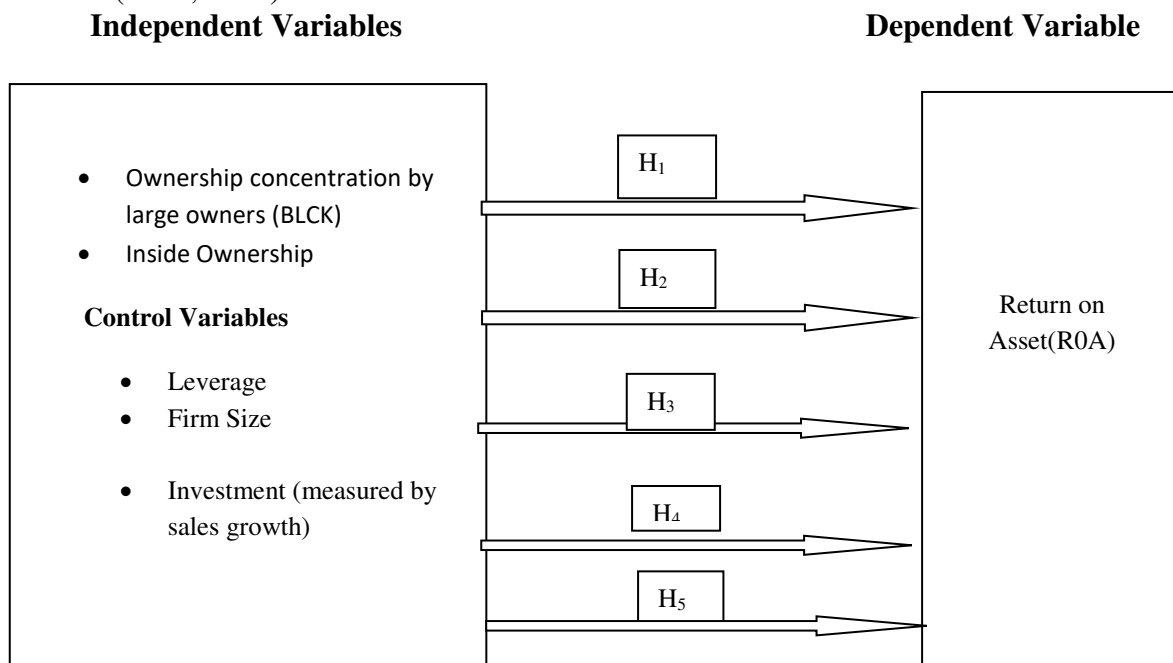 Independent Variables
Dependent Variable
• Ownership concentration by
large owners (BLCK)
• Inside Ownership
Control Variables
• Leverage
• Firm Size
• Investment (measured by
sales growth)
H₁
H₂
H₃
H₄
H₅
Return on
Asset(R0A)